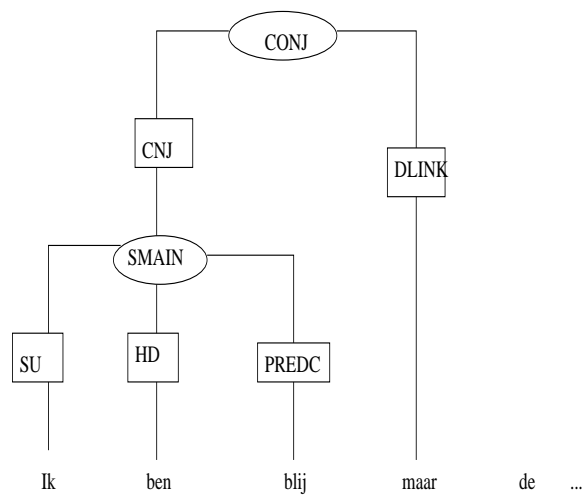 CONJ
CNJ
DLINK
SMAIN
SU HD PREDC
Ik ben blij maar de ...